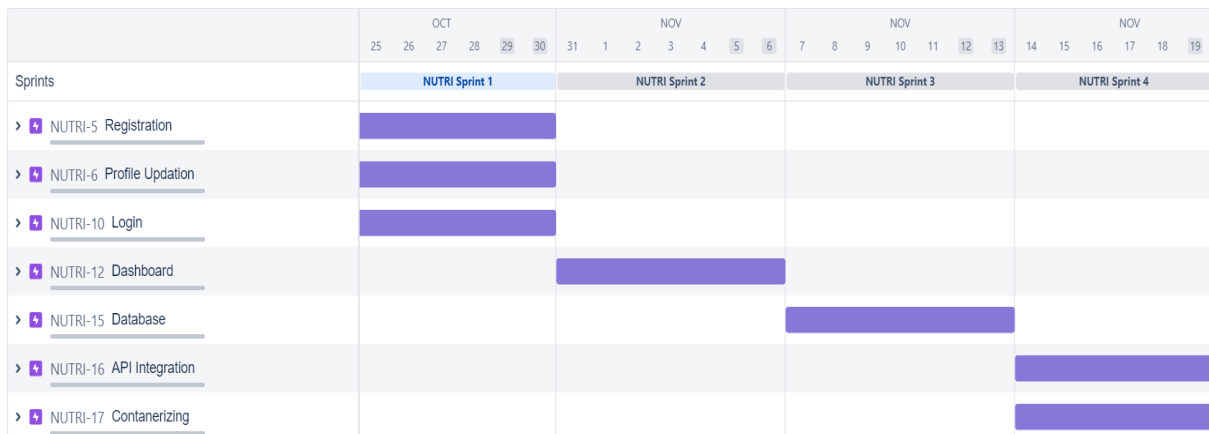 OCT NOV NOV NOV
25 26 27 28 29 30 31 1 2 3 4 5 6 7 8 9 10 11 12 13 14 15 16 17 18 19
Sprints NUTRI Sprint 1 NUTRI Sprint 2 NUTRI Sprint 3 NUTRI Sprint 4
NUTRI-5 Registration
NUTRI-6 Profile Updation
NUTRI-10 Login
NUTRI-12 Dashboard
NUTRI-15 Database
NUTRI-16 API Integration
NUTRI-17 Contanerizing